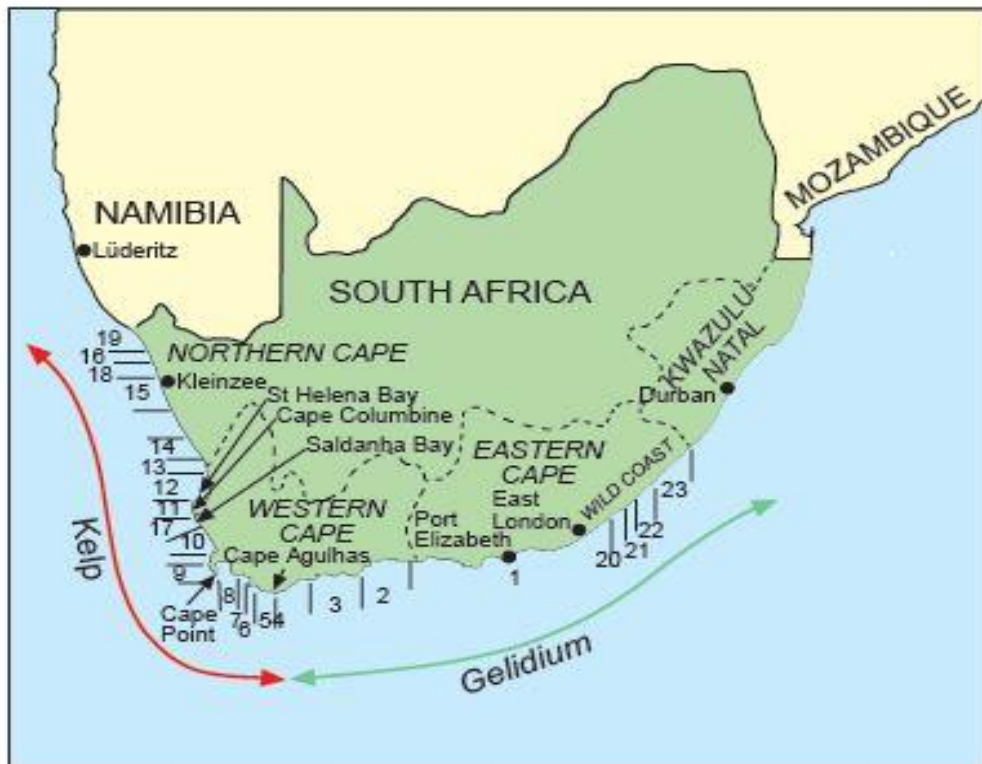 MOZAMBIQUE
NAMIBIA
Lüderitz
SOUTH AFRICA
KWAZULU
NATAL
19
16
18
15
NORTHERN CAPE
Kleinzee
Durban
St Helena Bay
Cape Columbine
Saldanha Bay
14
13
12
11
17
10
9
EASTERN
CAPE
WILD COAST
23
22
21
20
WESTERN
CAPE
East
London
Port
Elizabeth
1
Cape Agulhas
Cape
Point
8
7
6
54
3
2
Kelp
Gelidium